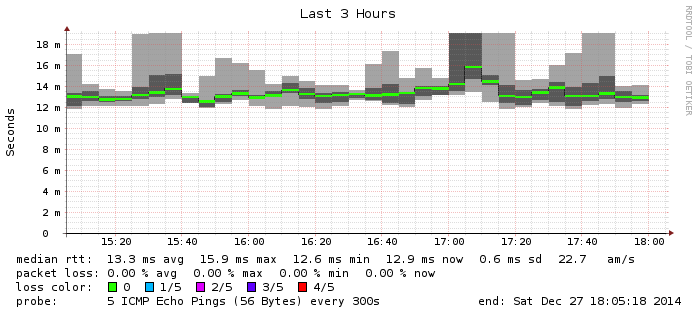 Last 3 Hours
RRDTOOL / TOBI OETIKER
Seconds
18 m
16 m
14 m
12 m
10 m
8 m
6 m
4 m
2 m
0
15:20 15:40 16:00 16:20 16:40 17:00 17:20 17:40 18:00
median rtt: 13.3 ms avg 15.9 ms max 12.6 ms min 12.9 ms now 0.6 ms sd 22.7 am/s
packet loss: 0.00 % avg 0.00 % max 0.00 % min 0.00 % now
loss color: 0 1/5 2/5 3/5 4/5
probe: 5 ICMP Echo Pings (56 Bytes) every 300s end: Sat Dec 27 18:05:18 2014